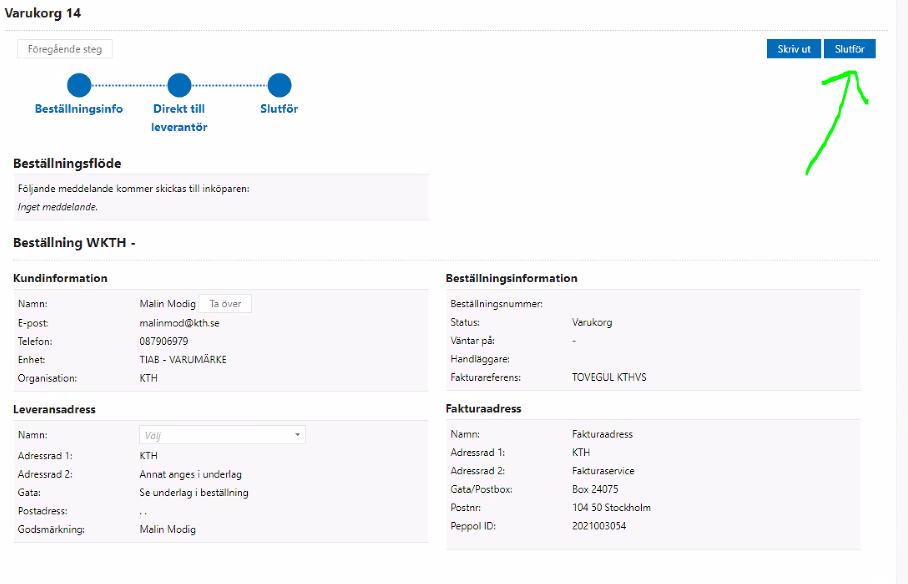 Varukorg 14
Föregående steg
Skriv ut
Slutför
Beställningsinfo
Direkt till
leverantör
Slutför
Beställningsflöde
Följande meddelande kommer skickas till inköparen:
Inget meddelande.
Beställning WKTH -
Kundinformation
Namn: Malin Modig Ta över
E-post: malinmod@kth.se
Telefon: 087906979
Enhet: TIAB - VARUMÄRKE
Organisation: KTH
Beställningsinformation
Beställningsnummer:
Status: Varukorg
Väntar på: -
Handläggare:
Fakturareferens: TOVEGUL KTHVS
Leveransadress
Namn: Välj
Adressrad 1: KTH
Adressrad 2: Annat anges i underlag
Gata: Se underlag i beställning
Postadress: . .
Godsmärkning: Malin Modig
Fakturaadress
Namn: Fakturaadress
Adressrad 1: KTH
Adressrad 2: Fakturaservice
Gata/Postbox: Box 24075
Postnr: 104 50 Stockholm
Peppol ID: 2021003054